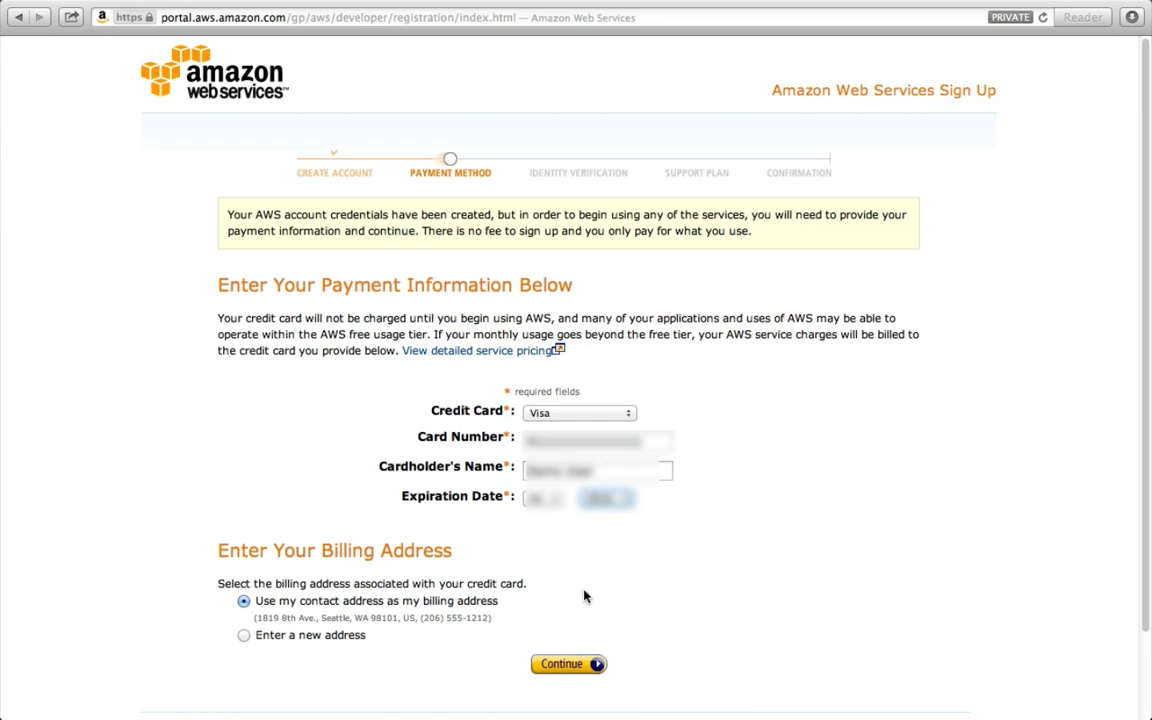 a https portal.aws.amazon.com/gp/aws/developer/registration/index.html — Amazon Web Services PRIVATE Reader
amazon
web services™
Amazon Web Services Sign Up
CREATE ACCOUNT PAYMENT METHOD IDENTITY VERIFICATION SUPPORT PLAN CONFIRMATION
Your AWS account credentials have been created, but in order to begin using any of the services, you will need to provide your
payment information and continue. There is no fee to sign up and you only pay for what you use.
Enter Your Payment Information Below
Your credit card will not be charged until you begin using AWS, and many of your applications and uses of AWS may be able to
operate within the AWS free usage tier. If your monthly usage goes beyond the free tier, your AWS service charges will be billed to
the credit card you provide below. View detailed service pricing
* required fields
Credit Card*: Visa
Card Number*:
Cardholder's Name*:
Expiration Date*:
Enter Your Billing Address
Select the billing address associated with your credit card.
Use my contact address as my billing address
(1819 8th Ave., Seattle, WA 98101, US, (206) 555-1212)
Enter a new address
Continue